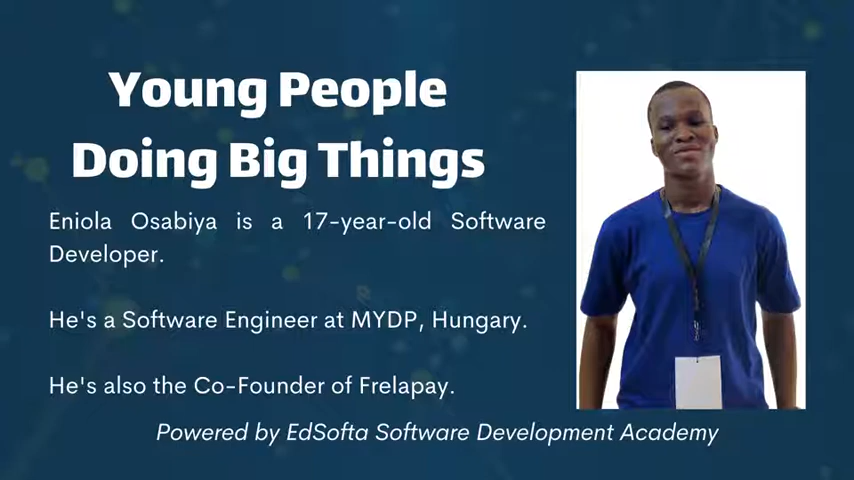 Young People
Doing Big Things
Eniola Osabiya is a 17-year-old Software
Developer.
He's a Software Engineer at MYDP, Hungary.
He's also the Co-Founder of Frelapay.
Powered by EdSofta Software Development Academy